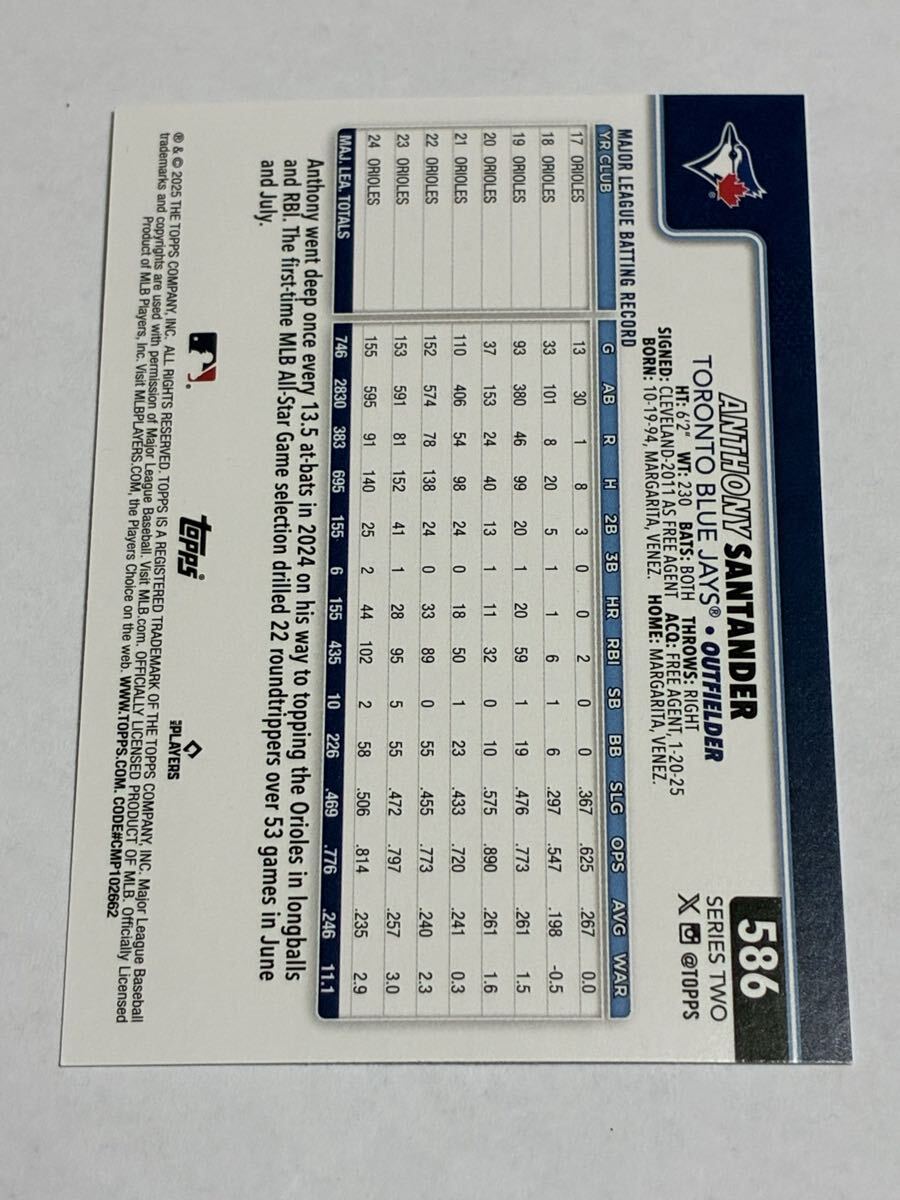 586
SERIES TWO
X @TOPPS
ANTHONY SANTANDER
TORONTO BLUE JAYS® • OUTFIELDER
HT: 6'2" WT: 230 BATS: BOTH THROWS: RIGHT
SIGNED: CLEVELAND-2011 AS FREE AGENT ACQ: FREE AGENT, 1-20-25
BORN: 10-19-94, MARGARITA, VENEZ. HOME: MARGARITA, VENEZ.
MAJOR LEAGUE BATTING RECORD
YR CLUB G AB R H 2B 3B HR RBI SB BB SLG OPS AVG WAR
17 ORIOLES 13 30 1 8 3 0 0 2 0 0 .367 .625 .267 0.0
18 ORIOLES 33 101 8 20 5 1 1 6 1 6 .297 .547 .198 -0.5
19 ORIOLES 93 380 46 99 20 1 20 59 1 19 .476 .773 .261 1.5
20 ORIOLES 37 153 24 40 13 1 11 32 0 10 .575 .890 .261 1.6
21 ORIOLES 110 406 54 98 24 0 18 50 1 23 .433 .720 .241 0.3
22 ORIOLES 152 574 78 138 24 0 33 89 0 55 .455 .773 .240 2.3
23 ORIOLES 153 591 81 152 41 1 28 95 5 55 .472 .797 .257 3.0
24 ORIOLES 155 595 91 140 25 2 44 102 2 58 .506 .814 .235 2.9
MAJ. LEA. TOTALS 746 2830 383 695 155 6 155 435 10 226 .469 .776 .246 11.1
Anthony went deep once every 13.5 at-bats in 2024 on his way to topping the Orioles in longballs
and RBI. The first-time MLB All-Star Game selection drilled 22 roundtrippers over 53 games in June
and July.
topps®
MLB PLAYERS
® & © 2025 THE TOPPS COMPANY, INC. ALL RIGHTS RESERVED. TOPPS IS A REGISTERED TRADEMARK OF THE TOPPS COMPANY, INC. Major League Baseball
trademarks and copyrights are used with permission of Major League Baseball. Visit MLB.com. OFFICIALLY LICENSED PRODUCT OF MLB. Officially Licensed
Product of MLB Players, Inc. Visit MLBPLAYERS.COM, the Players Choice on the web. WWW.TOPPS.COM. CODE#CMP102662